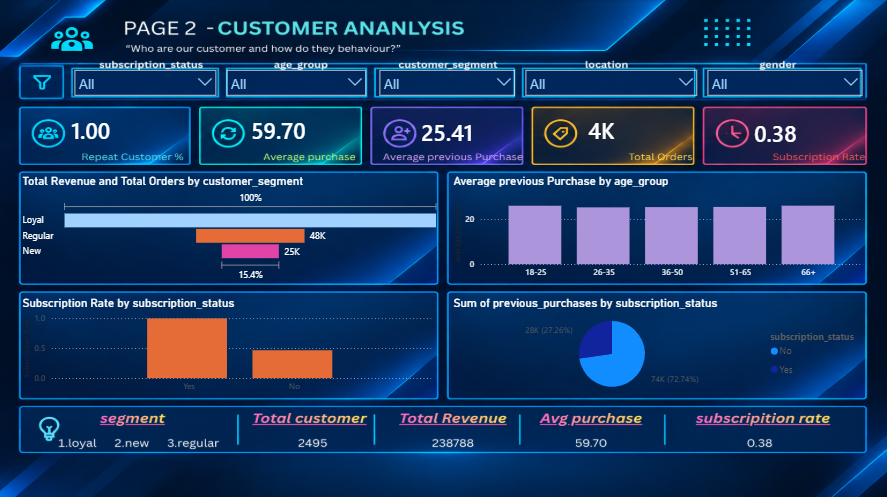 PAGE 2 - CUSTOMER ANANLYSIS
“Who are our customer and how do they behaviour?”
subscription_status age_group customer_segment location gender
All All All All All
1.00 59.70 25.41 4K 0.38
Repeat Customer % Average purchase Average previous Purchase Total Orders Subscription Rate
Total Revenue and Total Orders by customer_segment
100%
Loyal
Regular 48K
New 25K
15.4%
Average previous Purchase by age_group
20
0
18-25 26-35 36-50 51-65 66+
Subscription Rate by subscription_status
1.0
0.5
0.0
Yes No
Sum of previous_purchases by subscription_status
28K (27.26%)
74K (72.74%)
subscription_status
No
Yes
segment Total customer Total Revenue Avg purchase subscripition rate
1.loyal 2.new 3.regular 2495 238788 59.70 0.38